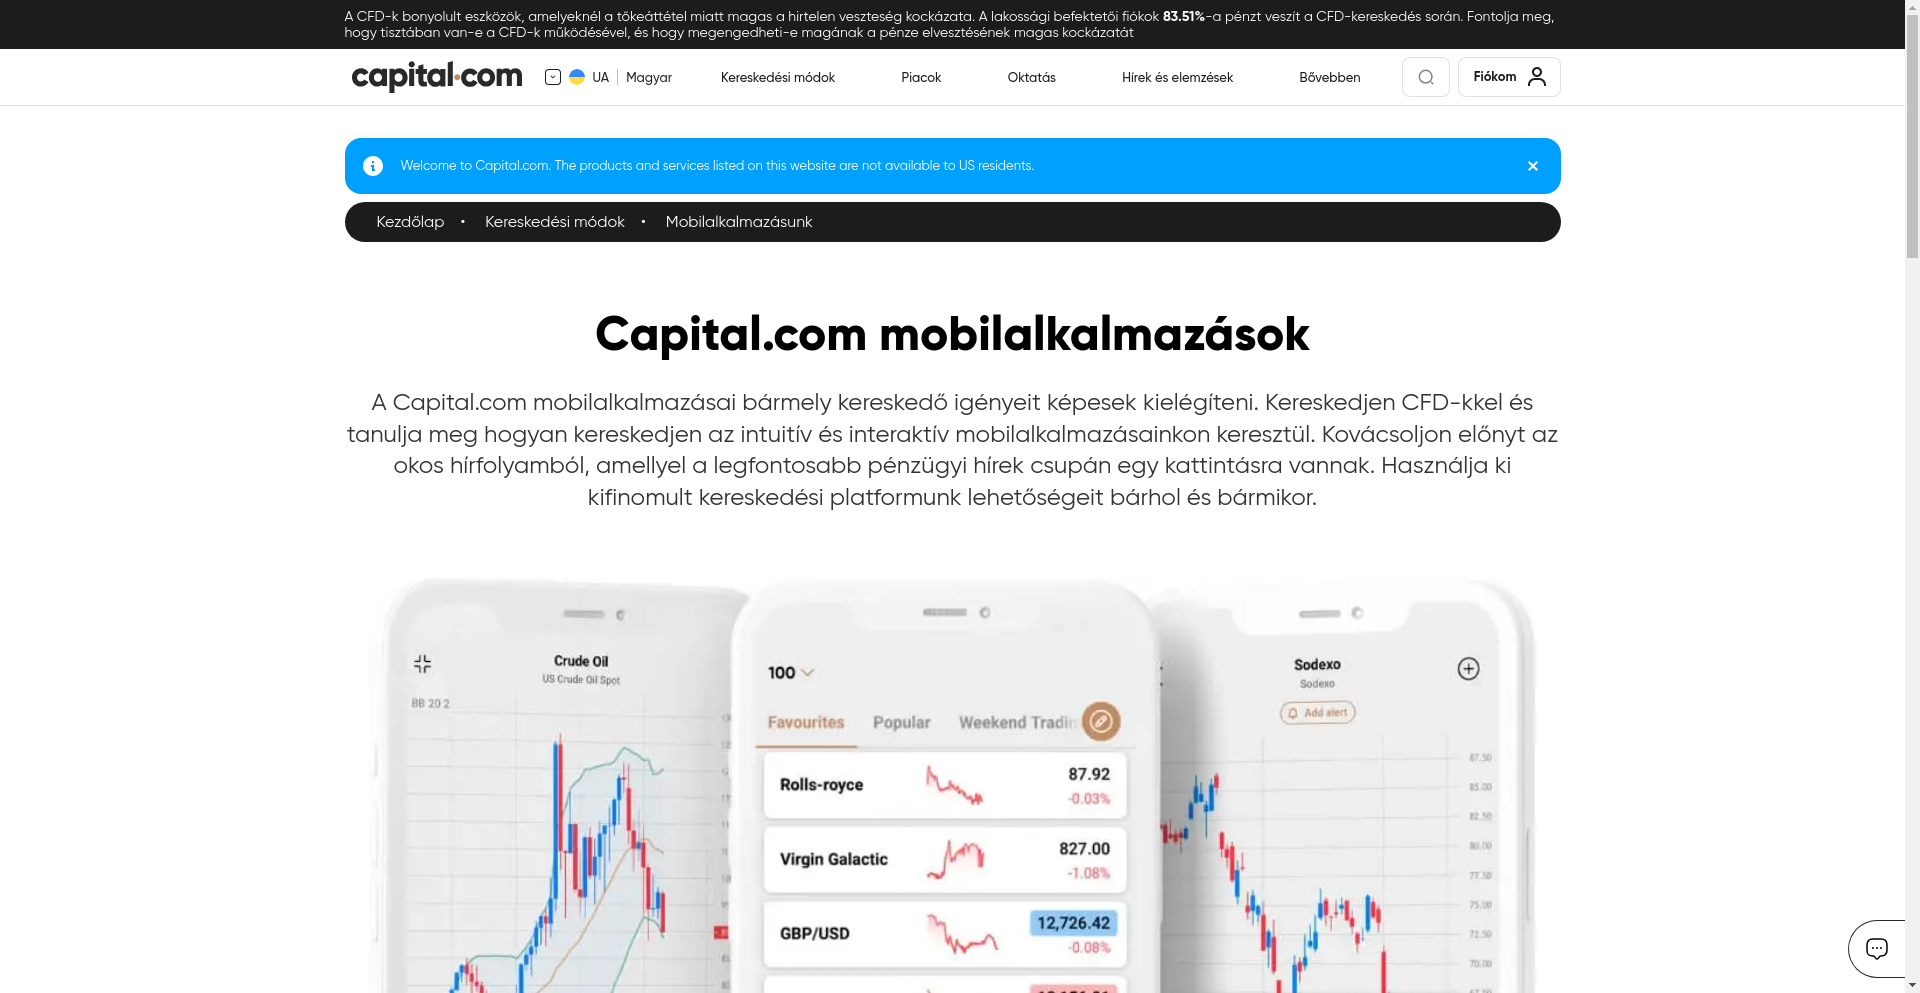 A CFD-k bonyolult eszközök, amelyeknél a tőkeáttétel miatt magas a hirtelen veszteség kockázata. A lakossági befektetői fiókok 83.51%-a pénzt veszít a CFD-kereskedés során. Fontolja meg,
hogy tisztában van-e a CFD-k működésével, és hogy megengedheti-e magának a pénze elvesztésének magas kockázatát
capital.com
UA
Magyar
Kereskedési módok
Piacok
Oktatás
Hírek és elemzések
Bővebben
Fiókom
Welcome to Capital.com. The products and services listed on this website are not available to US residents.
Kezdőlap • Kereskedési módok • Mobilalkalmazásunk
Capital.com mobilalkalmazások
A Capital.com mobilalkalmazásai bármely kereskedő igényeit képesek kielégíteni. Kereskedjen CFD-kkel és
tanulja meg hogyan kereskedjen az intuitív és interaktív mobilalkalmazásainkon keresztül. Kovácsoljon előnyt az
okos hírfolyamból, amellyel a legfontosabb pénzügyi hírek csupán egy kattintásra vannak. Használja ki
kifinomult kereskedési platformunk lehetőségeit bárhol és bármikor.
Crude Oil
US Crude Oil Spot
BB 20 2
100
Favourites
Popular
Weekend Tradin
Rolls-royce
87.92
-0.03%
Virgin Galactic
827.00
-1.08%
GBP/USD
12,726.42
-0.08%
Sodexo
Sodexo
Add alert
87.50
85.00
82.50
80.00
77.50
75.00
72.50
70.00